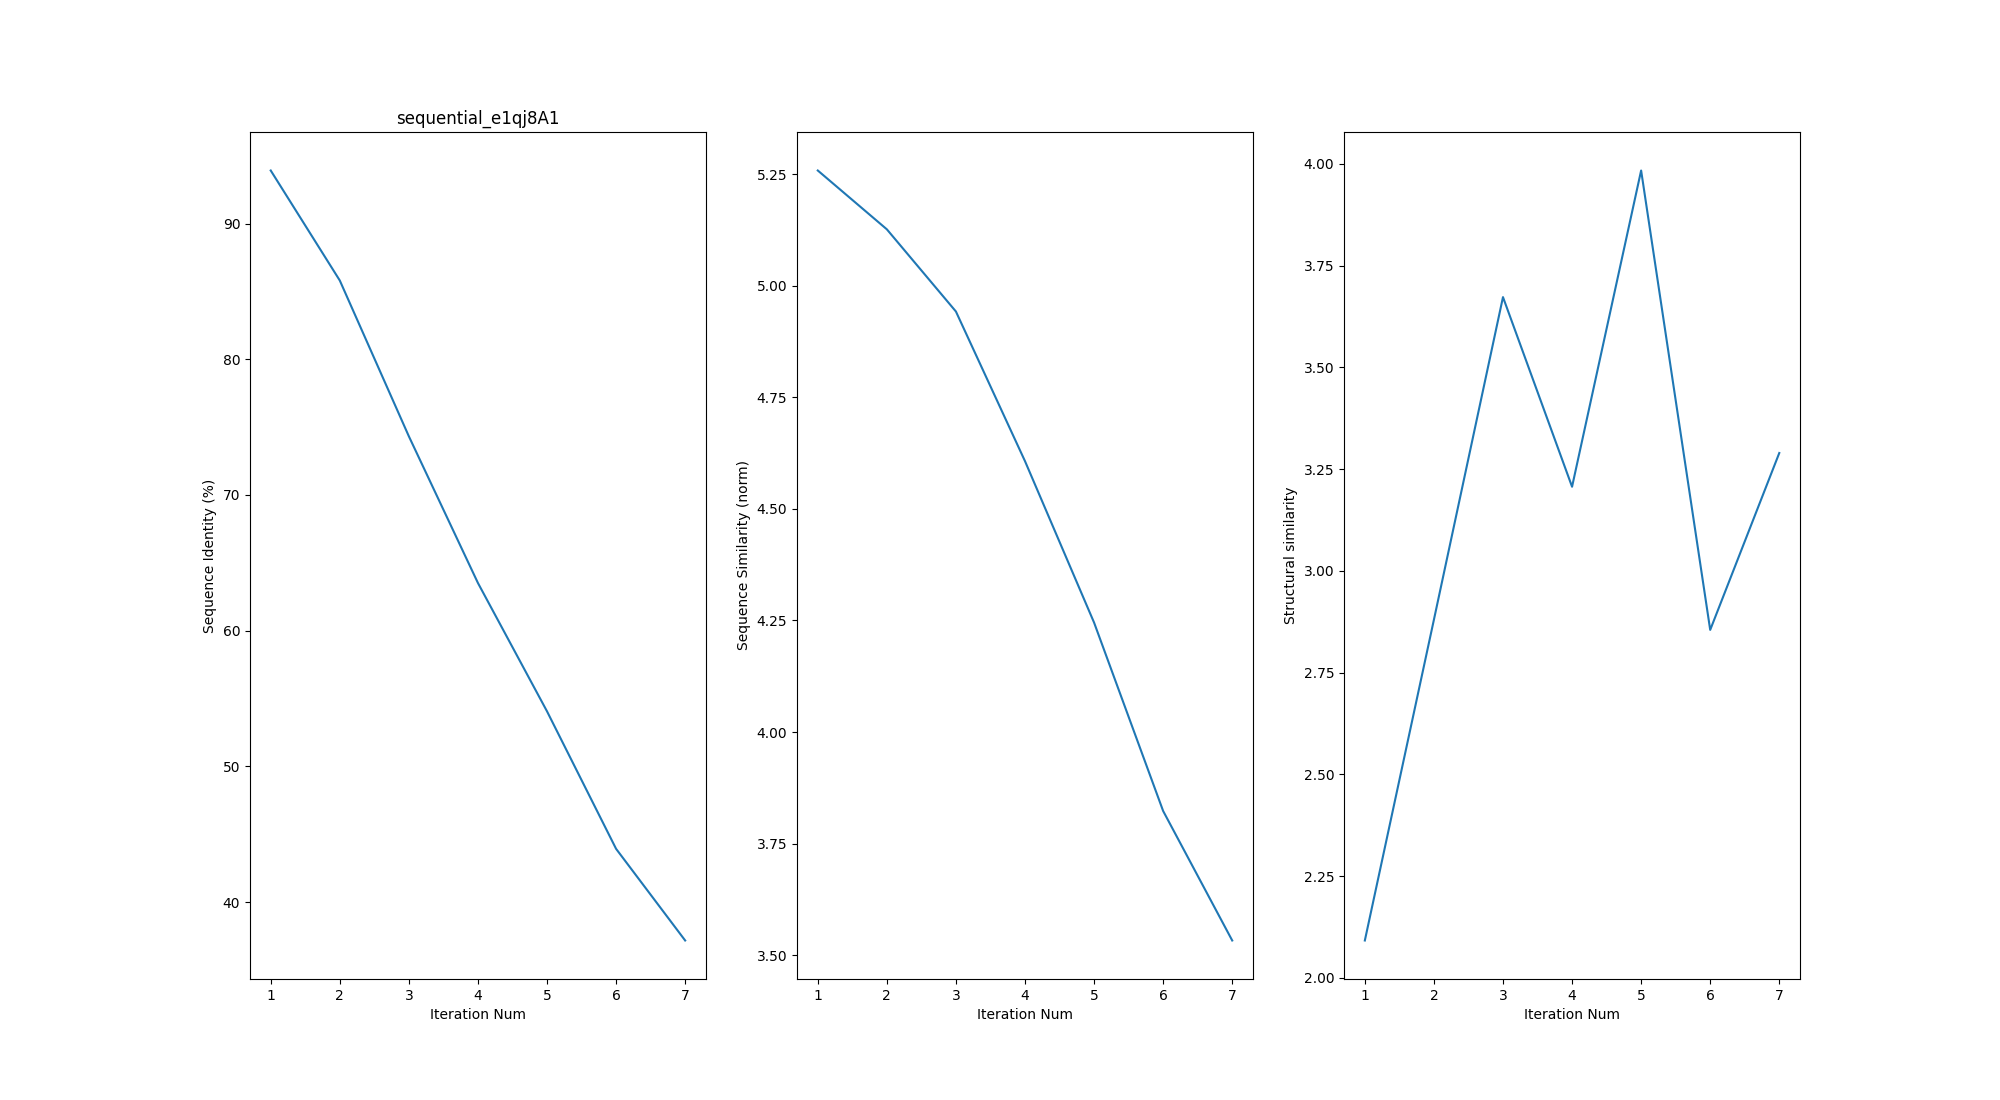 sequential_e1qj8A1
Sequence Identity (%)
90
80
70
60
50
40
1 2 3 4 5 6 7
Iteration Num
Sequence Similarity (norm)
5.25
5.00
4.75
4.50
4.25
4.00
3.75
3.50
1 2 3 4 5 6 7
Iteration Num
Structural similarity
4.00
3.75
3.50
3.25
3.00
2.75
2.50
2.25
2.00
1 2 3 4 5 6 7
Iteration Num